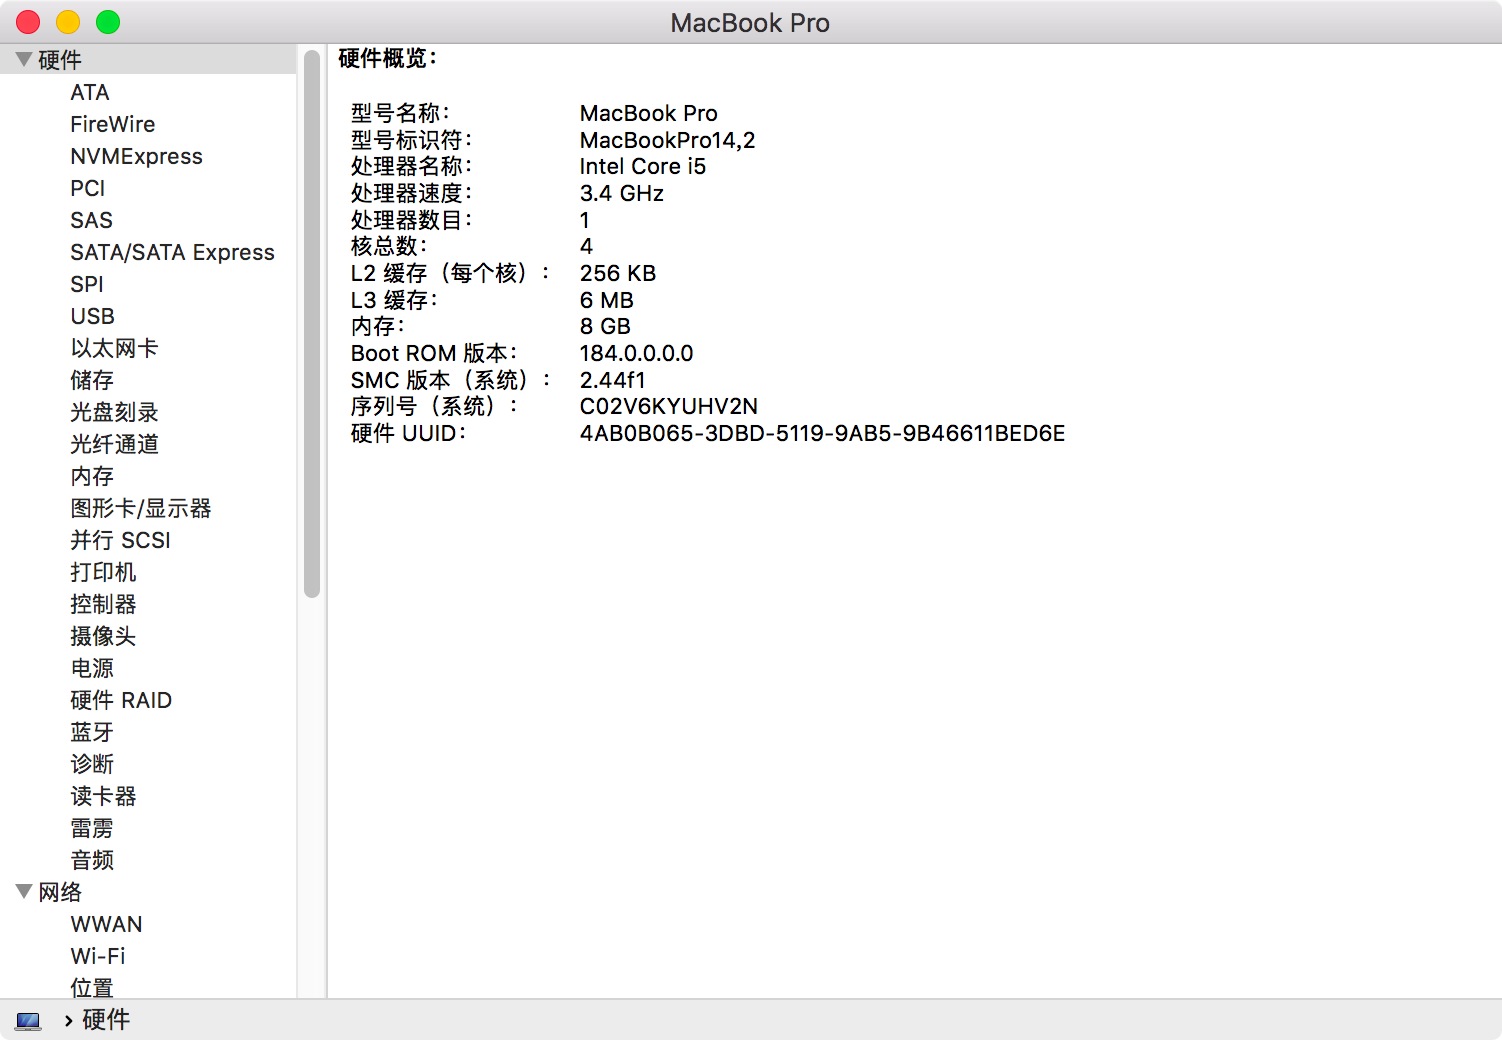 MacBook Pro
硬件
ATA
FireWire
NVMExpress
PCI
SAS
SATA/SATA Express
SPI
USB
以太网卡
储存
光盘刻录
光纤通道
内存
图形卡/显示器
并行 SCSI
打印机
控制器
摄像头
电源
硬件 RAID
蓝牙
诊断
读卡器
雷雳
音频
网络
WWAN
Wi-Fi
位置
硬件概览：
型号名称： MacBook Pro
型号标识符： MacBookPro14,2
处理器名称： Intel Core i5
处理器速度： 3.4 GHz
处理器数目： 1
核总数： 4
L2 缓存（每个核）： 256 KB
L3 缓存： 6 MB
内存： 8 GB
Boot ROM 版本： 184.0.0.0.0
SMC 版本（系统）： 2.44f1
序列号（系统）： C02V6KYUHV2N
硬件 UUID： 4AB0B065-3DBD-5119-9AB5-9B46611BED6E
› 硬件